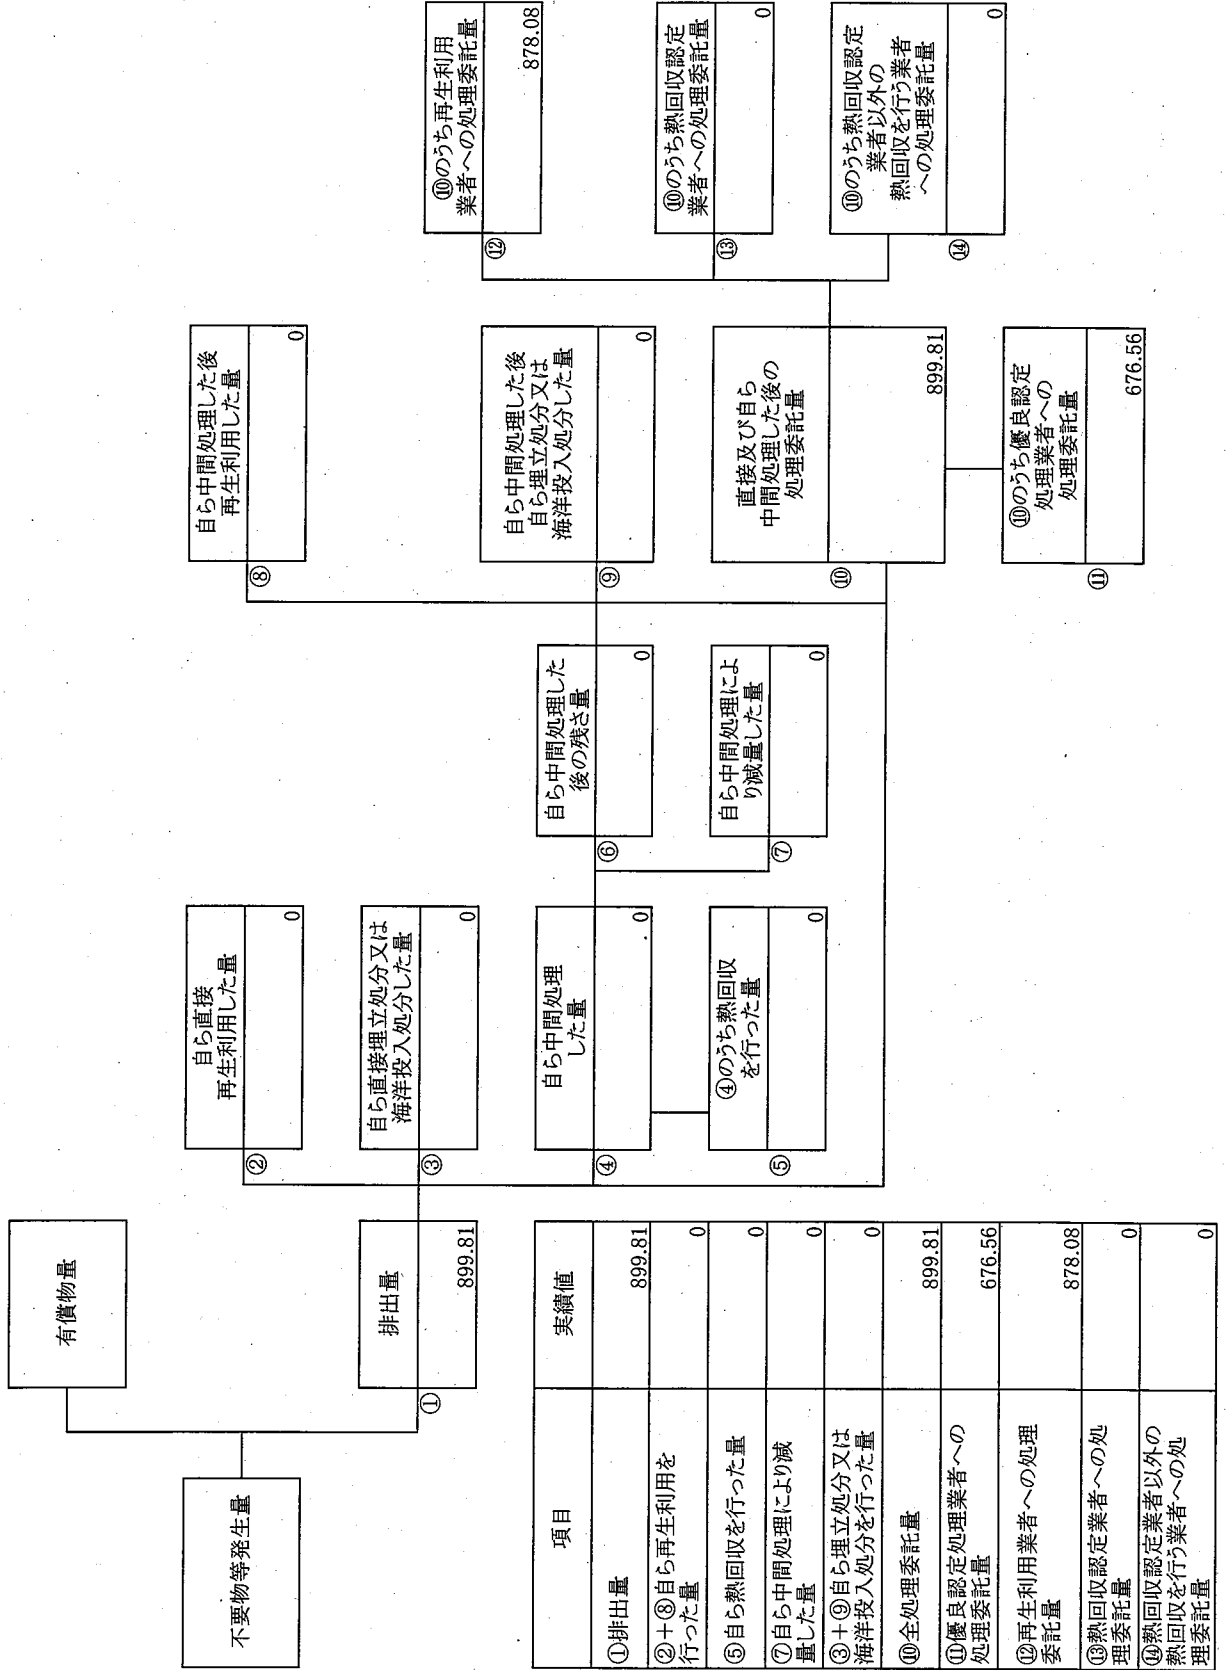 不要物等発生量
有償物量
排出量
①
899.81
自ら直接
再生利用した量
②
0
自ら直接埋立処分又は
海洋投入処分した量
③
0
自ら中間処理
した量
④
0
④のうち熱回収
を行った量
⑤
0
自ら中間処理した
後の残さ量
⑥
0
自ら中間処理によ
り減量した量
⑦
0
自ら中間処理した後
再生利用した量
⑧
0
自ら中間処理した後
自ら埋立処分又は
海洋投入処分した量
⑨
0
直接及び自ら
中間処理した後の
処理委託量
⑩
899.81
⑩のうち優良認定
処理業者への
処理委託量
⑪
676.56
⑩のうち再生利用
業者への処理委託量
⑫
878.08
⑩のうち熱回収認定
業者への処理委託量
⑬
0
⑩のうち熱回収認定
業者以外の
熱回収を行う業者
への処理委託量
⑭
0
項目 実績値
①排出量 899.81
②+⑧自ら再生利用を
行った量 0
⑤自ら熱回収を行った量 0
⑦自ら中間処理により減
量した量 0
③+⑨自ら埋立処分又は
海洋投入処分を行った量 0
⑩全処理委託量 899.81
⑪優良認定処理業者への
処理委託量 676.56
⑫再生利用業者への処理
委託量 878.08
⑬熱回収認定業者への処
理委託量 0
⑭熱回収認定業者以外の
熱回収を行う業者への処
理委託量 0